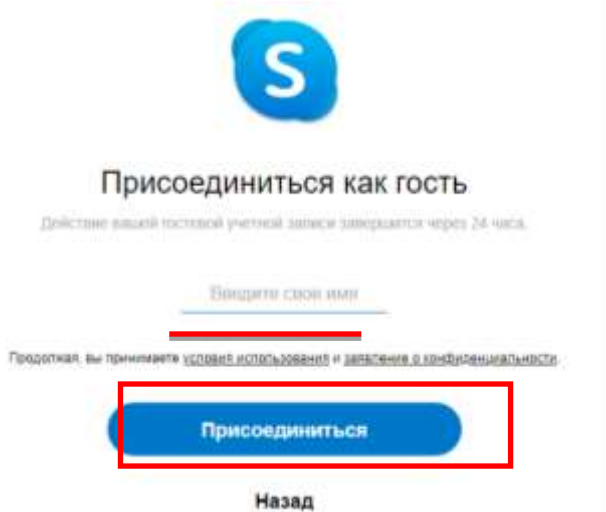 S
Присоединиться как гость
Действие вашей гостевой учетной записи завершится через 24 часа.
Введите свое имя
Продолжая, вы принимаете условия использования и заявление о конфиденциальности.
Присоединиться
Назад